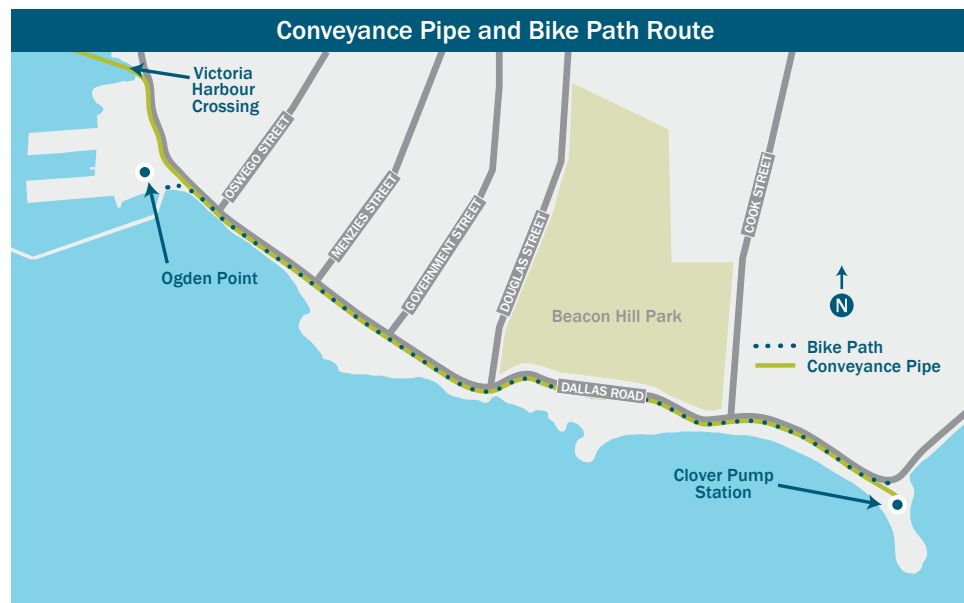 Conveyance Pipe and Bike Path Route
Victoria
Harbour
Crossing
OSWEGO STREET
MENZIES STREET
GOVERNMENT STREET
DOUGLAS STREET
COOK STREET
Ogden Point
Beacon Hill Park
N
Bike Path
Conveyance Pipe
DALLAS ROAD
Clover Pump
Station